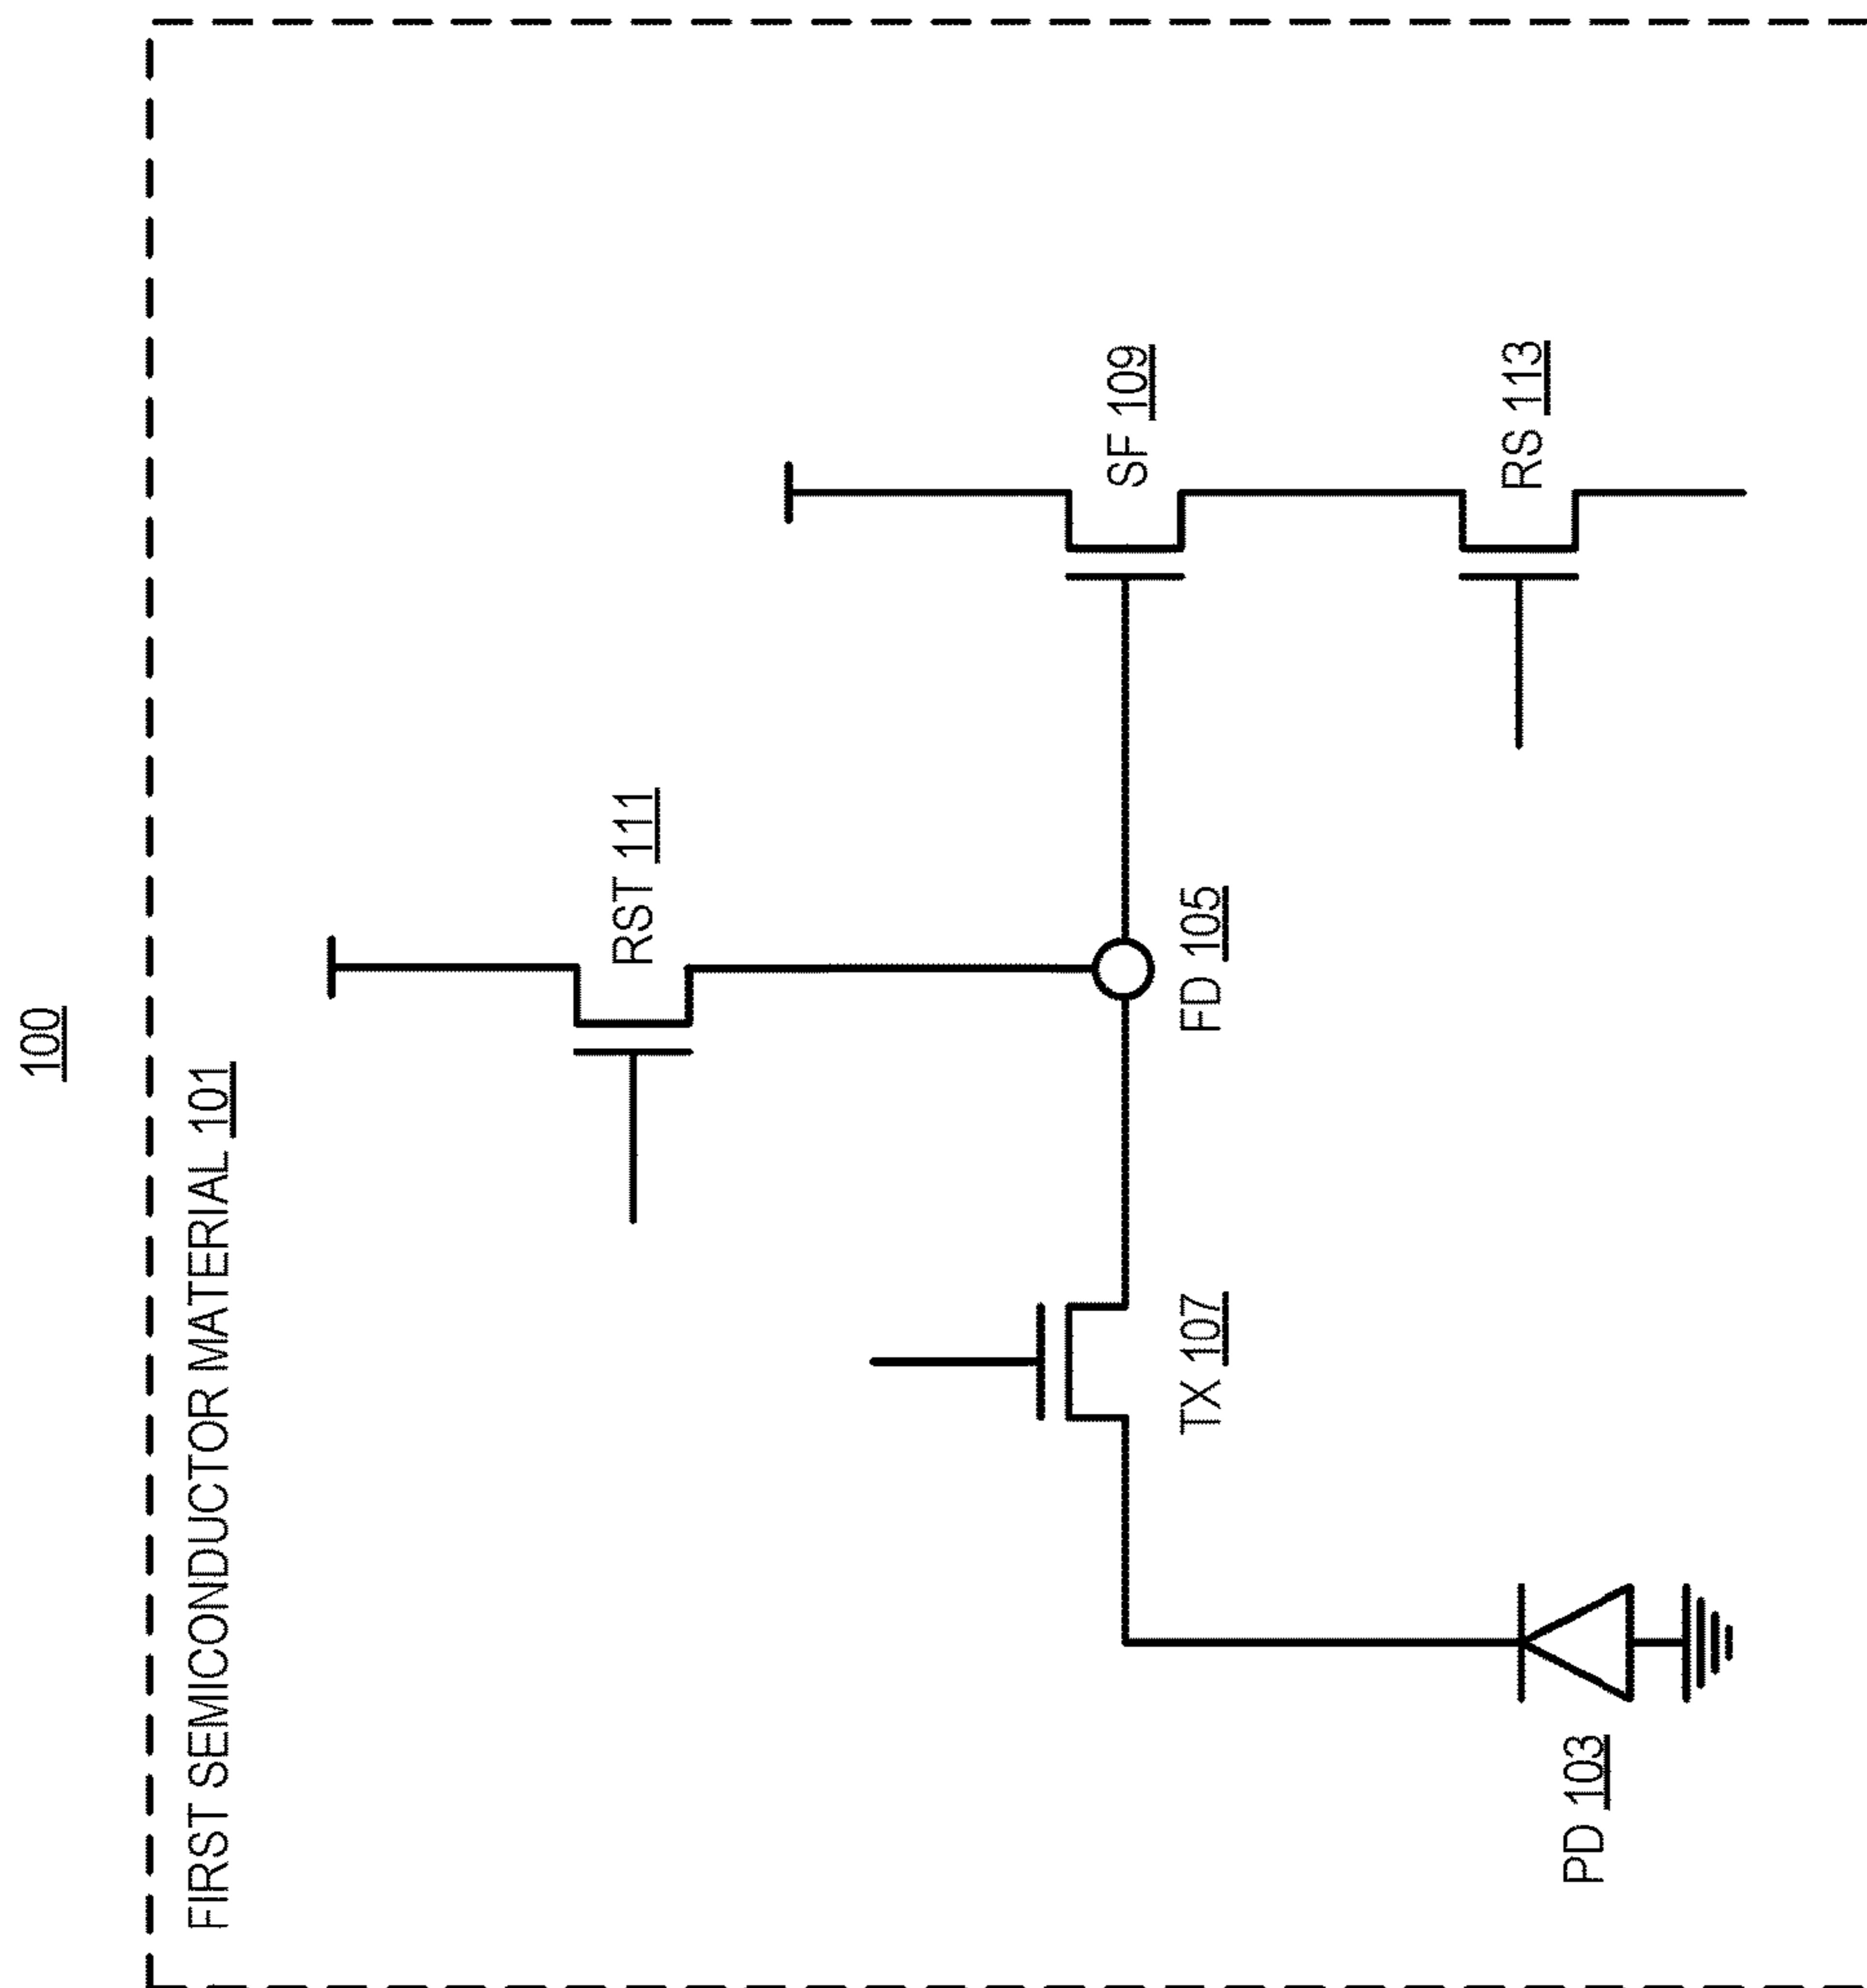 100
FIRST SEMICONDUCTOR MATERIAL 101
RST 111
SF 109
FD 105
TX 107
RS 113
PD 103